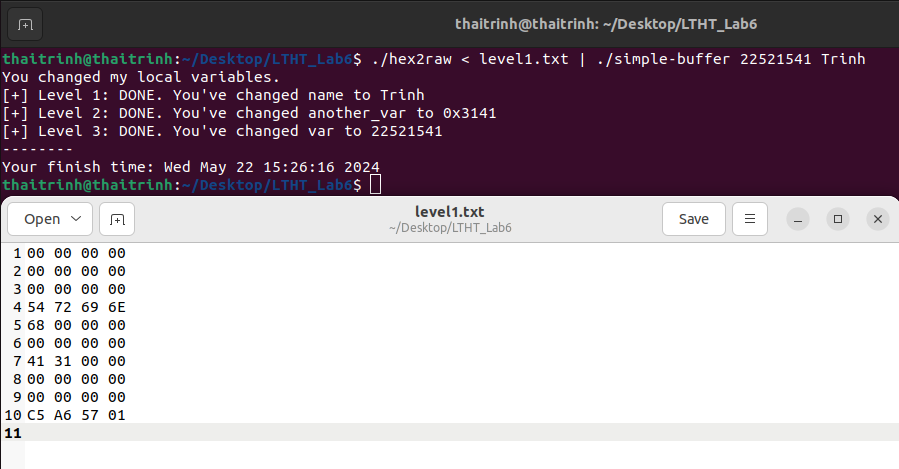 thaitrinh@thaitrinh: ~/Desktop/LTHT_Lab6
thaitrinh@thaitrinh:~/Desktop/LTHT_Lab6$ ./hex2raw < level1.txt | ./simple-buffer 22521541 Trinh
You changed my local variables.
[+] Level 1: DONE. You've changed name to Trinh
[+] Level 2: DONE. You've changed another_var to 0x3141
[+] Level 3: DONE. You've changed var to 22521541
--------
Your finish time: Wed May 22 15:26:16 2024
thaitrinh@thaitrinh:~/Desktop/LTHT_Lab6$
Open level1.txt Save
~/Desktop/LTHT_Lab6
1 00 00 00 00
2 00 00 00 00
3 00 00 00 00
4 54 72 69 6E
5 68 00 00 00
6 00 00 00 00
7 41 31 00 00
8 00 00 00 00
9 00 00 00 00
10 C5 A6 57 01
11